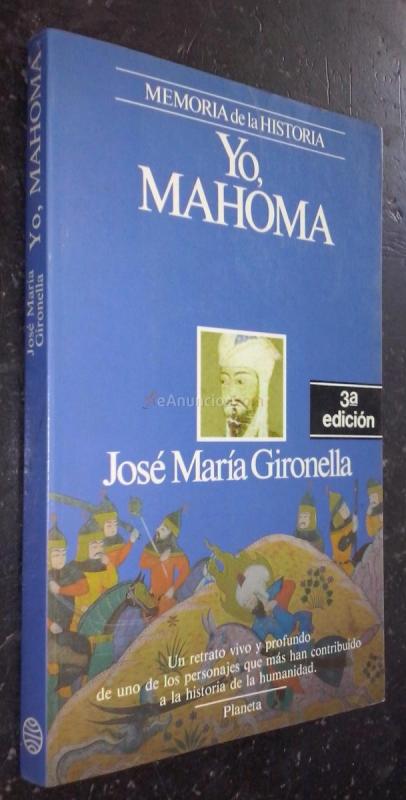 MEMORIA de la HISTORIA
Yo,
MAHOMA
3ª
edición
José María Gironella
Un retrato vivo y profundo
de uno de los personajes que más han contribuido
a la historia de la humanidad.
Planeta
José María
Gironella
Yo, MAHOMA